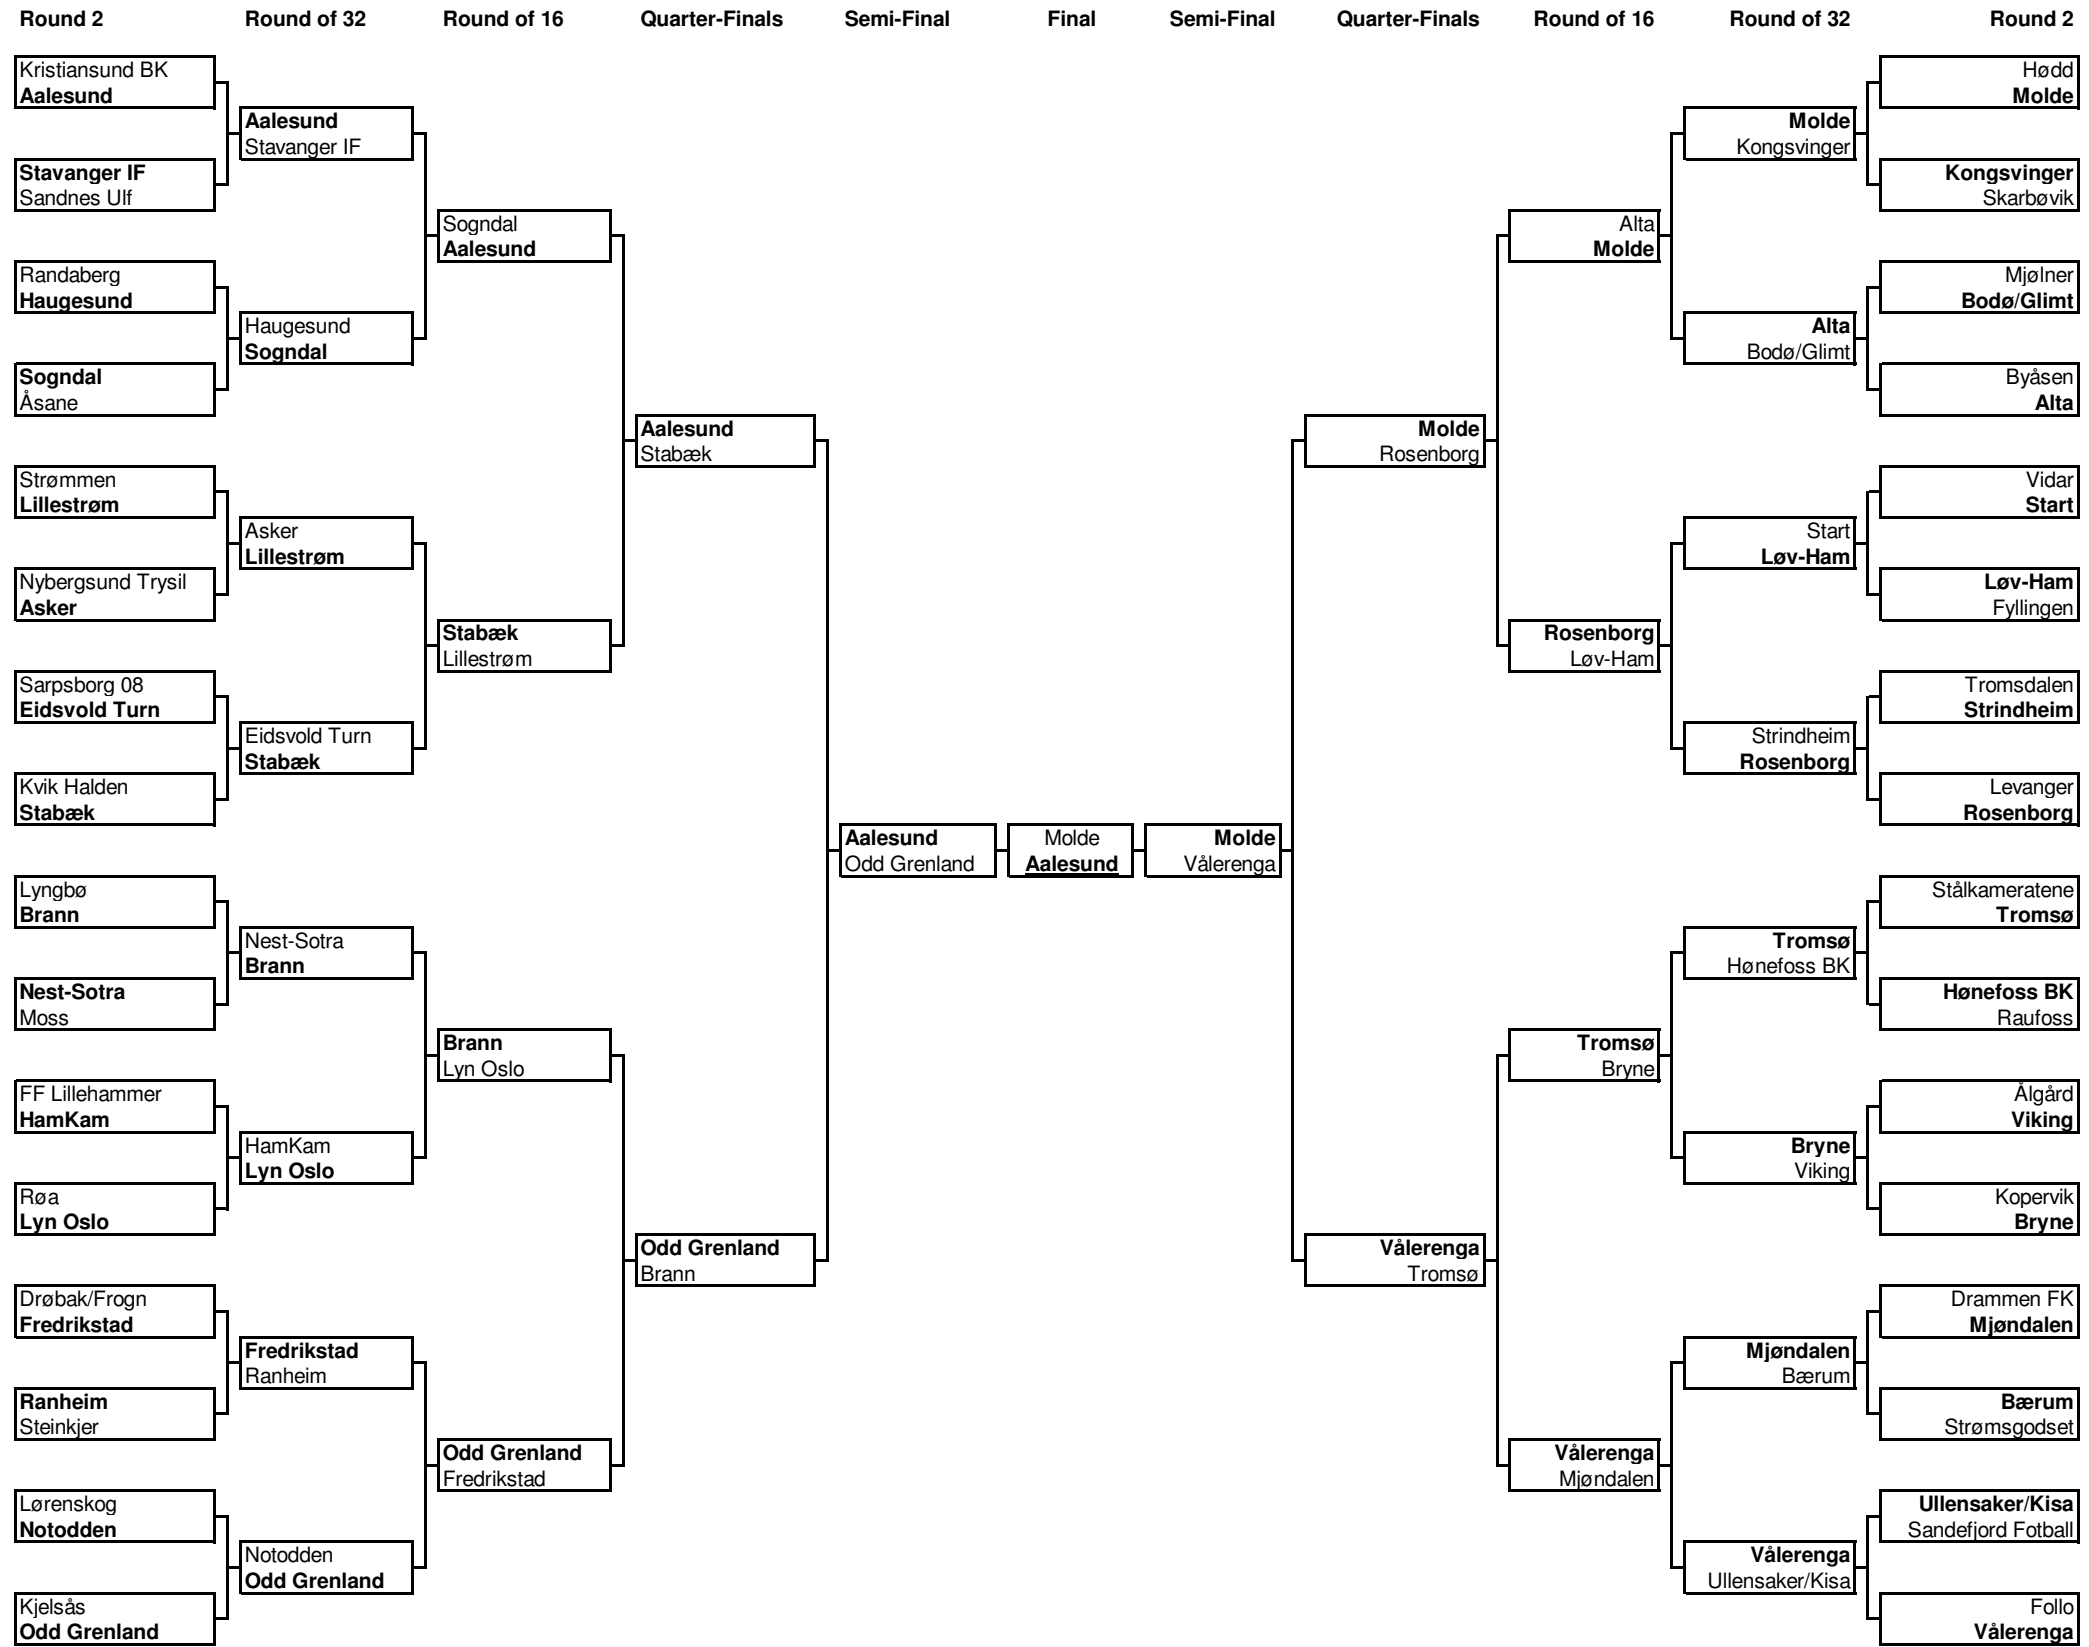 Round 2
Round of 32
Round of 16
Quarter-Finals
Semi-Final
Final
Semi-Final
Quarter-Finals
Round of 16
Round of 32
Round 2
Kristiansund BK
Aalesund
Stavanger IF
Sandnes Ulf
Randaberg
Haugesund
Sogndal
Åsane
Strømmen
Lillestrøm
Nybergsund Trysil
Asker
Sarpsborg 08
Eidsvold Turn
Kvik Halden
Stabæk
Lyngbø
Brann
Nest-Sotra
Moss
FF Lillehammer
HamKam
Røa
Lyn Oslo
Drøbak/Frogn
Fredrikstad
Ranheim
Steinkjer
Lørenskog
Notodden
Kjelsås
Odd Grenland
Aalesund
Stavanger IF
Haugesund
Sogndal
Asker
Lillestrøm
Eidsvold Turn
Stabæk
Nest-Sotra
Brann
HamKam
Lyn Oslo
Fredrikstad
Ranheim
Notodden
Odd Grenland
Sogndal
Aalesund
Stabæk
Lillestrøm
Brann
Lyn Oslo
Odd Grenland
Fredrikstad
Aalesund
Stabæk
Odd Grenland
Brann
Aalesund
Odd Grenland
Molde
Aalesund
Molde
Vålerenga
Molde
Rosenborg
Vålerenga
Tromsø
Alta
Molde
Rosenborg
Løv-Ham
Tromsø
Bryne
Vålerenga
Mjøndalen
Molde
Kongsvinger
Alta
Bodø/Glimt
Start
Løv-Ham
Strindheim
Rosenborg
Tromsø
Hønefoss BK
Bryne
Viking
Mjøndalen
Bærum
Vålerenga
Ullensaker/Kisa
Hødd
Molde
Kongsvinger
Skarbøvik
Mjølner
Bodø/Glimt
Byåsen
Alta
Vidar
Start
Løv-Ham
Fyllingen
Tromsdalen
Strindheim
Levanger
Rosenborg
Stålkameratene
Tromsø
Hønefoss BK
Raufoss
Ålgård
Viking
Kopervik
Bryne
Drammen FK
Mjøndalen
Bærum
Strømsgodset
Ullensaker/Kisa
Sandefjord Fotball
Follo
Vålerenga